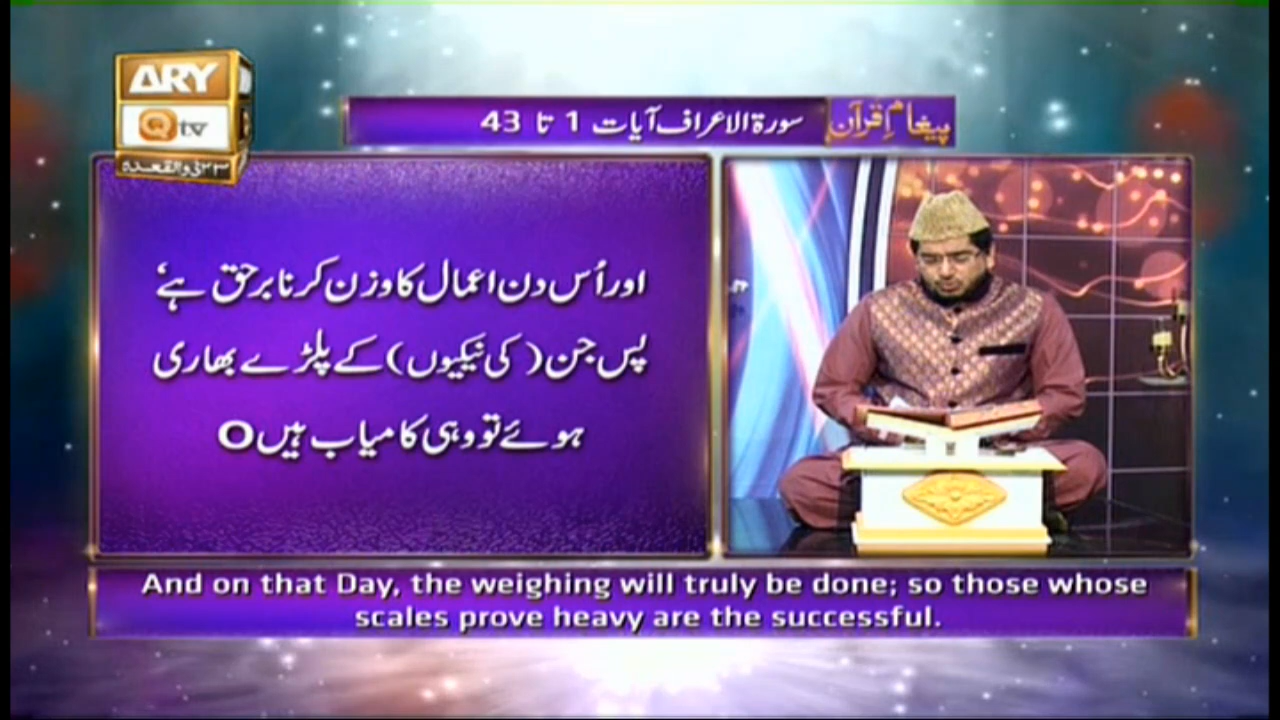 ARY
Qtv
۲۳ ذوالقعدہ
پیغامِ قرآن
سورۃ الاعراف آیات 1 تا 43
اور اُس دن اعمال کا وزن کرنا برحق ہے ٗ
پس جن ( کی نیکیوں) کے پلڑے بھاری
ہوئے تو وہی کامیاب ہیں O
And on that Day, the weighing will truly be done; so those whose
scales prove heavy are the successful.